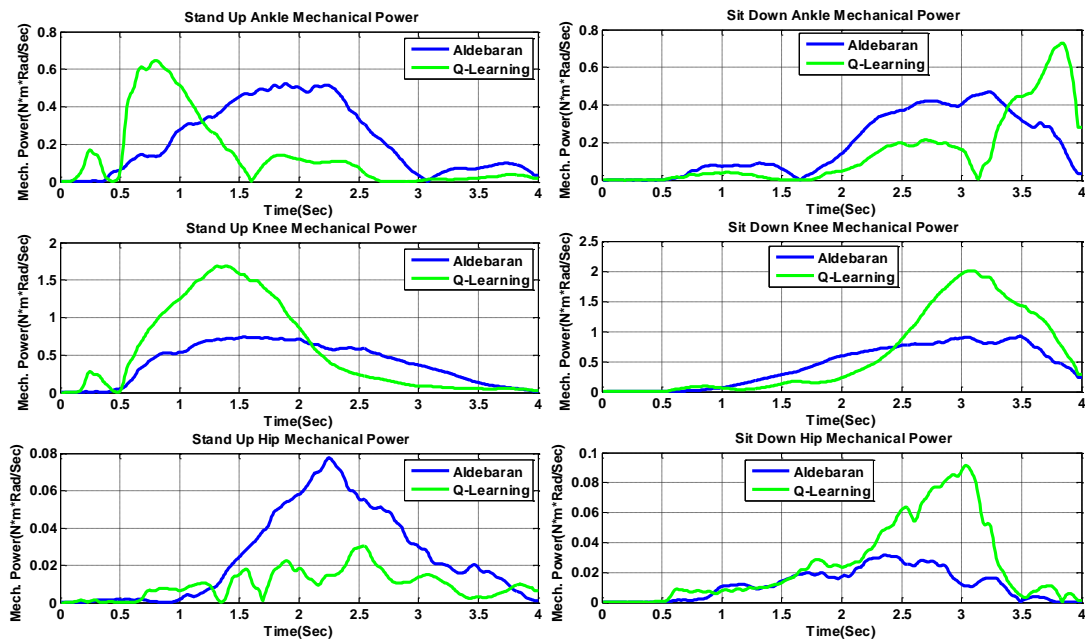 Stand Up Ankle Mechanical Power
Mech. Power(N*m*Rad/Sec)
0.8
0.6
0.4
0.2
0
Aldebaran
Q-Learning
0 0.5 1 1.5 2 2.5 3 3.5 4
Time(Sec)
Sit Down Ankle Mechanical Power
Mech. Power(N*m*Rad/Sec)
0.8
0.6
0.4
0.2
0
Aldebaran
Q-Learning
0 0.5 1 1.5 2 2.5 3 3.5 4
Time(Sec)
Stand Up Knee Mechanical Power
Mech. Power(N*m*Rad/Sec)
2
1.5
1
0.5
0
Aldebaran
Q-Learning
0 0.5 1 1.5 2 2.5 3 3.5 4
Time(Sec)
Sit Down Knee Mechanical Power
Mech. Power(N*m*Rad/Sec)
2.5
2
1.5
1
0.5
0
Aldebaran
Q-Learning
0 0.5 1 1.5 2 2.5 3 3.5 4
Time(Sec)
Stand Up Hip Mechanical Power
Mech. Power(N*m*Rad/Sec)
0.08
0.06
0.04
0.02
0
Aldebaran
Q-Learning
0 0.5 1 1.5 2 2.5 3 3.5 4
Time(Sec)
Sit Down Hip Mechanical Power
Mech. Power(N*m*Rad/Sec)
0.1
0.08
0.06
0.04
0.02
0
Aldebaran
Q-Learning
0 0.5 1 1.5 2 2.5 3 3.5 4
Time(Sec)